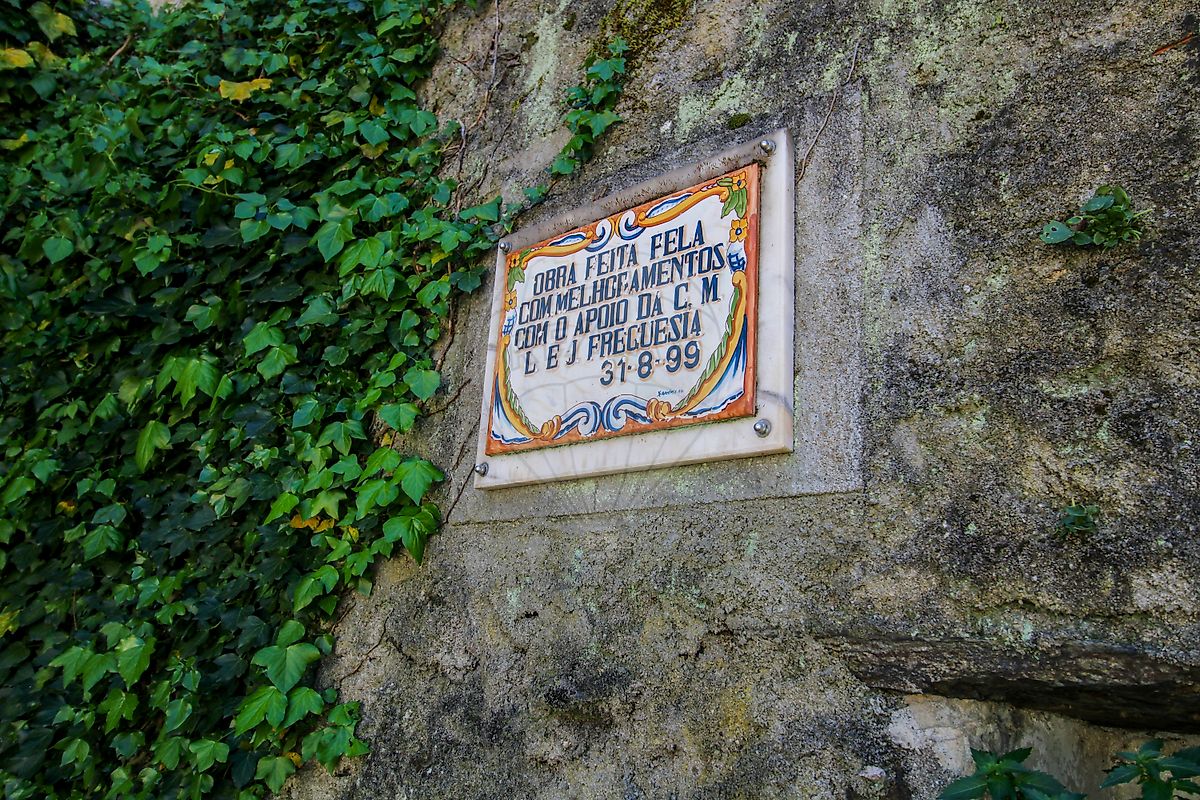 OBRA FEITA FELA
COM MELHORAMENTOS
COM O APOIO DA C, M
L E J FREGUESIA
31-8-99